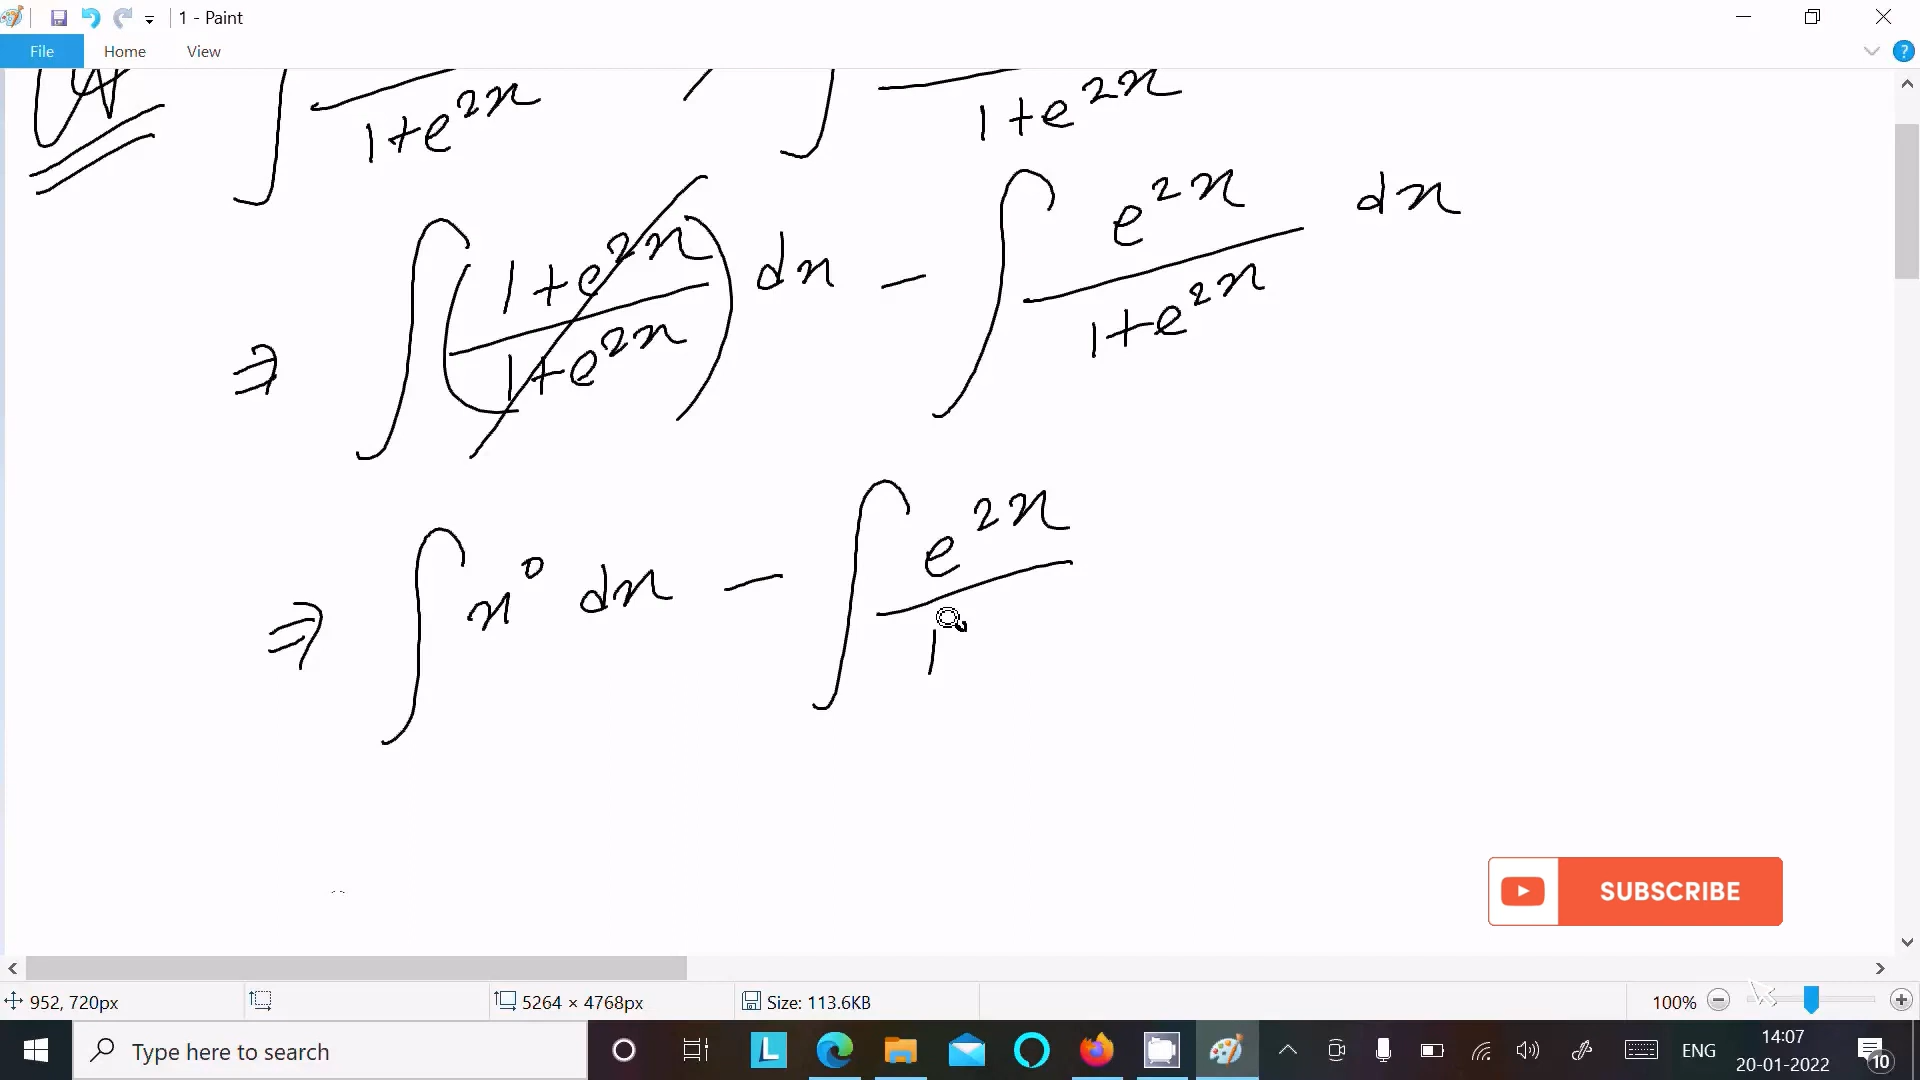 1 - Paint
File Home View
∫ 1+e^2x ∫ 1+e^2x
⇒ ∫ (1+e^2x / 1+e^2x) dx − ∫ e^2x / 1+e^2x dx
⇒ ∫ x^0 dx − ∫ e^2x / 1
SUBSCRIBE
952, 720px 5264 × 4768px Size: 113.6KB 100%
Type here to search
L
ENG
14:07
20-01-2022
10